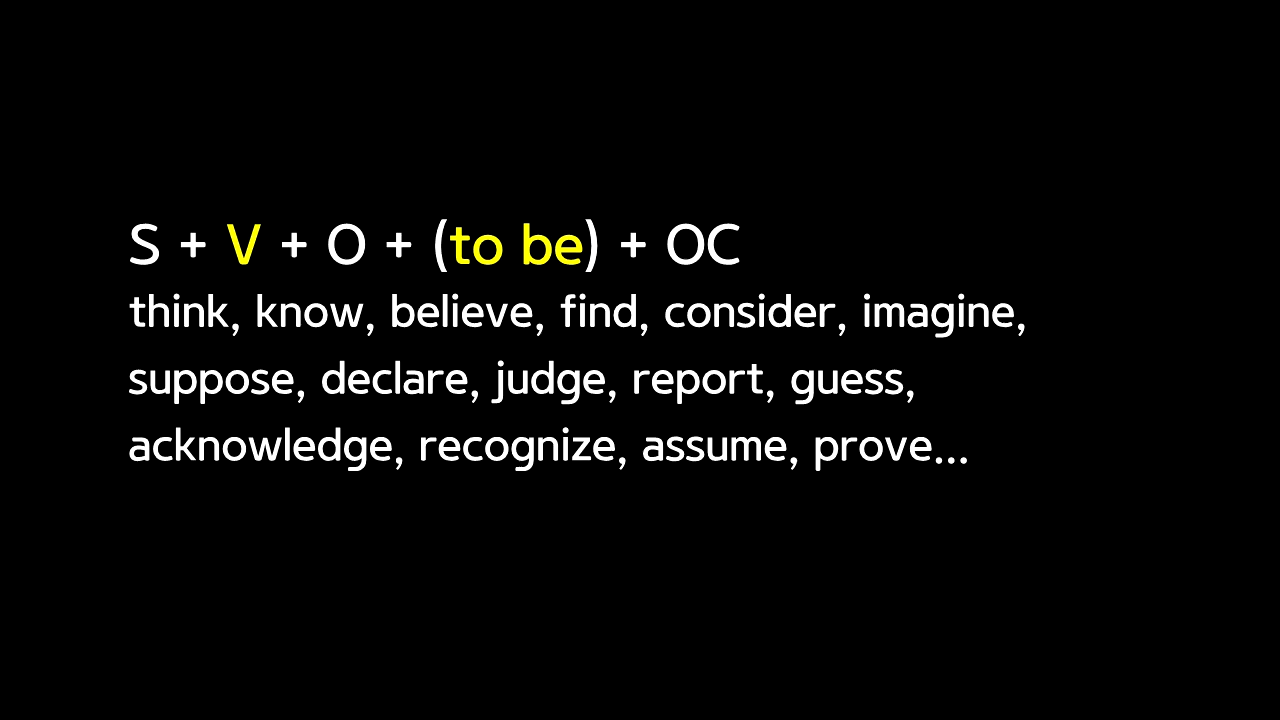 S + V + O + (to be) + OC
think, know, believe, find, consider, imagine,
suppose, declare, judge, report, guess,
acknowledge, recognize, assume, prove...